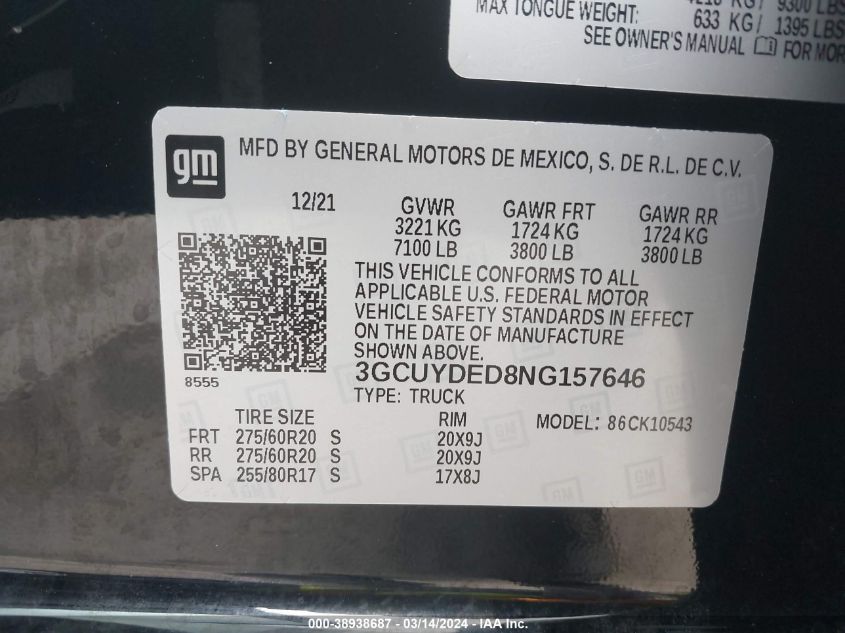 4218 KG/ 9300 LBS
MAX TONGUE WEIGHT:
633 KG/ 1395 LBS
SEE OWNER'S MANUAL FOR MOR
gm MFD BY GENERAL MOTORS DE MEXICO, S. DE R.L. DE C.V.
12/21 GVWR GAWR FRT GAWR RR
3221 KG 1724 KG 1724 KG
7100 LB 3800 LB 3800 LB
THIS VEHICLE CONFORMS TO ALL
APPLICABLE U.S. FEDERAL MOTOR
VEHICLE SAFETY STANDARDS IN EFFECT
ON THE DATE OF MANUFACTURE
SHOWN ABOVE.
8555 3GCUYDED8NG157646
TYPE: TRUCK
TIRE SIZE RIM MODEL: 86CK10543
FRT 275/60R20 S 20X9J
RR 275/60R20 S 20X9J
SPA 255/80R17 S 17X8J
000-38938687 - 03/14/2024 - IAA Inc.